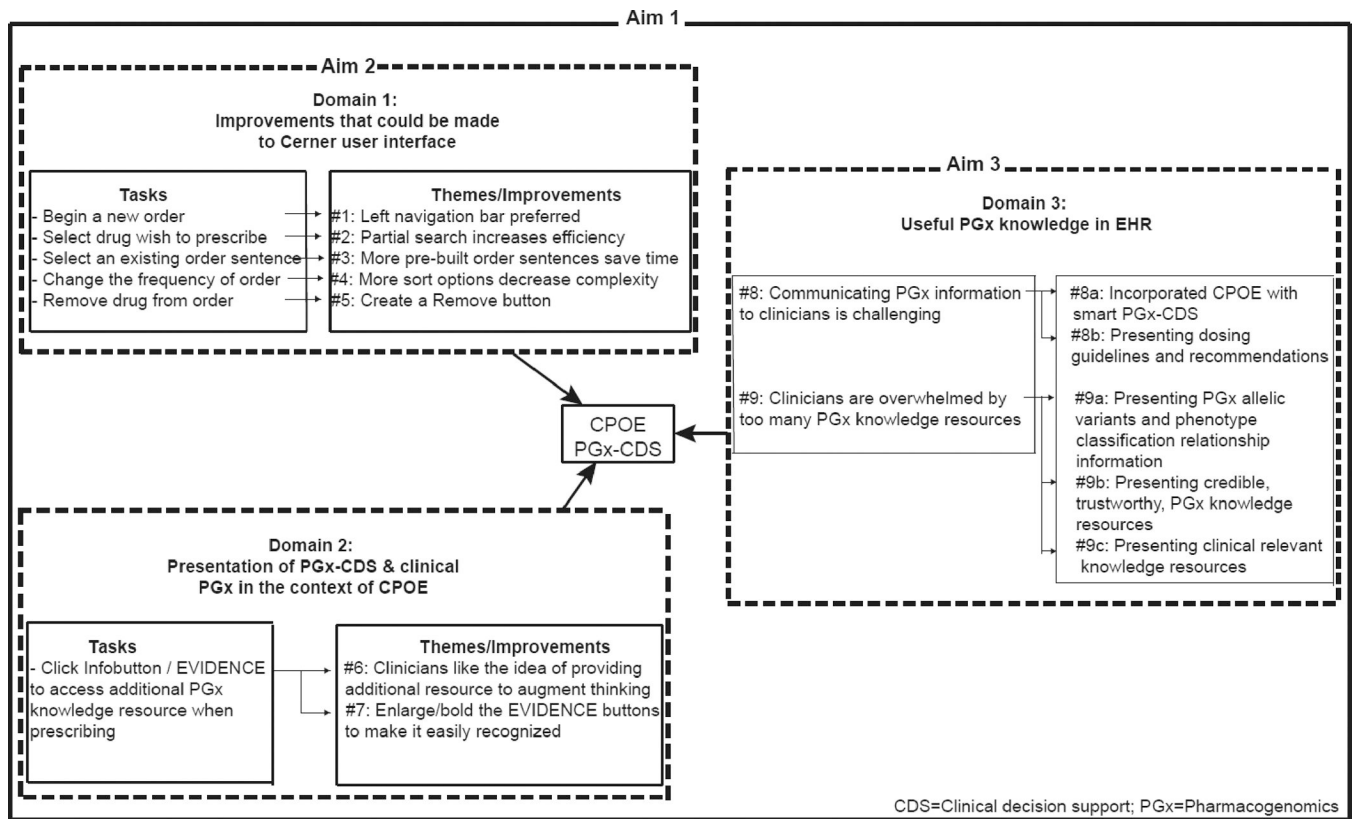 Aim 1
Aim 2
Domain 1:
Improvements that could be made
to Cerner user interface
Tasks
- Begin a new order
- Select drug wish to prescribe
- Select an existing order sentence
- Change the frequency of order
- Remove drug from order
Themes/Improvements
#1: Left navigation bar preferred
#2: Partial search increases efficiency
#3: More pre-built order sentences save time
#4: More sort options decrease complexity
#5: Create a Remove button
CPOE
PGx-CDS
Domain 2:
Presentation of PGx-CDS & clinical
PGx in the context of CPOE
Tasks
- Click Infobutton / EVIDENCE
to access additional PGx
knowledge resource when
prescribing
Themes/Improvements
#6: Clinicians like the idea of providing
additional resource to augment thinking
#7: Enlarge/bold the EVIDENCE buttons
to make it easily recognized
Aim 3
Domain 3:
Useful PGx knowledge in EHR
#8: Communicating PGx information
to clinicians is challenging
#9: Clinicians are overwhelmed by
too many PGx knowledge resources
#8a: Incorporated CPOE with
smart PGx-CDS
#8b: Presenting dosing
guidelines and recommendations
#9a: Presenting PGx allelic
variants and phenotype
classification relationship
information
#9b: Presenting credible,
trustworthy, PGx knowledge
resources
#9c: Presenting clinical relevant
knowledge resources
CDS=Clinical decision support; PGx=Pharmacogenomics